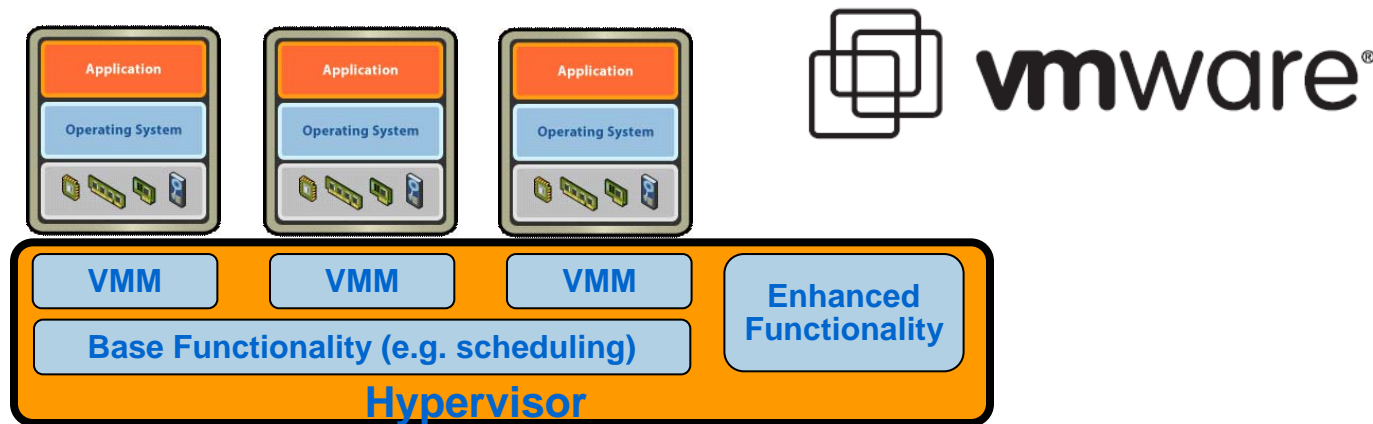 Application
Application
Application
vmware®
Operating System
Operating System
Operating System
VMM
VMM
VMM
Enhanced
Functionality
Base Functionality (e.g. scheduling)
Hypervisor